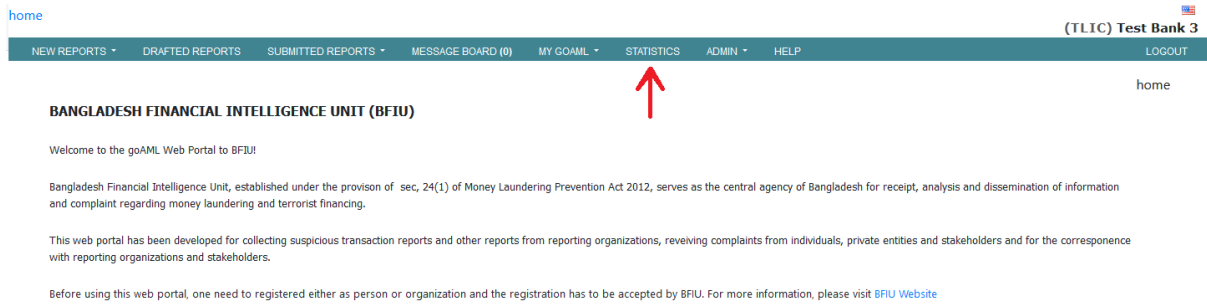 home
(TLIC) Test Bank 3
NEW REPORTS DRAFTED REPORTS SUBMITTED REPORTS MESSAGE BOARD (0) MY GOAML STATISTICS ADMIN HELP LOGOUT
home
BANGLADESH FINANCIAL INTELLIGENCE UNIT (BFIU)
Welcome to the goAML Web Portal to BFIU!
Bangladesh Financial Intelligence Unit, established under the provison of sec, 24(1) of Money Laundering Prevention Act 2012, serves as the central agency of Bangladesh for receipt, analysis and dissemination of information
and complaint regarding money laundering and terrorist financing.
This web portal has been developed for collecting suspicious transaction reports and other reports from reporting organizations, reveiving complaints from individuals, private entities and stakeholders and for the corresponence
with reporting organizations and stakeholders.
Before using this web portal, one need to registered either as person or organization and the registration has to be accepted by BFIU. For more information, please visit BFIU Website